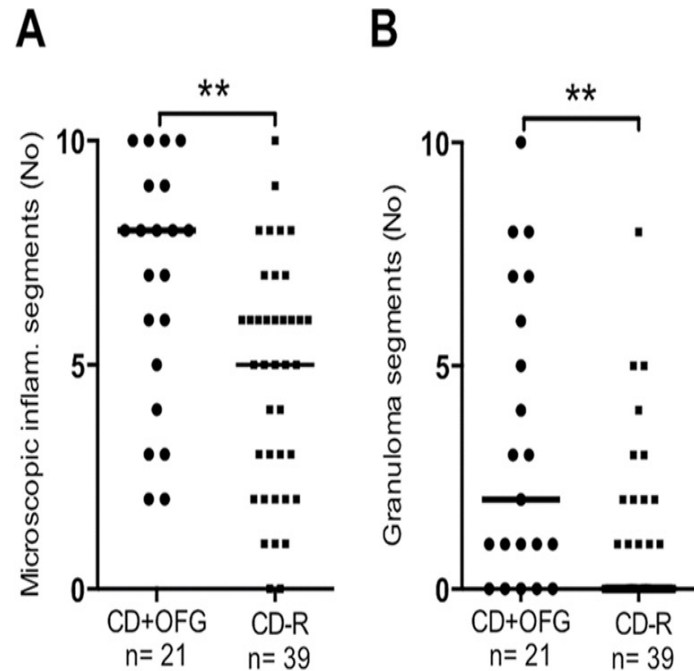 A
Microscopic inflam. segments (No)
**
10
5
0
CD+OFG
n= 21
CD-R
n= 39
B
Granuloma segments (No)
**
10
5
0
CD+OFG
n= 21
CD-R
n= 39